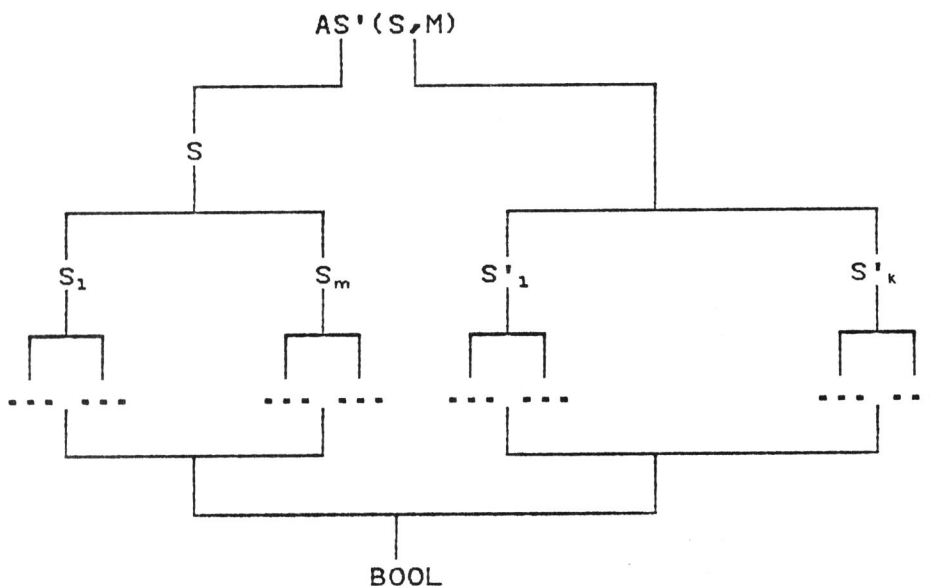 AS'(S,M)
S
S₁ Sₘ S'₁ S'ₖ
... ... ... ... ... ... ... ...
BOOL